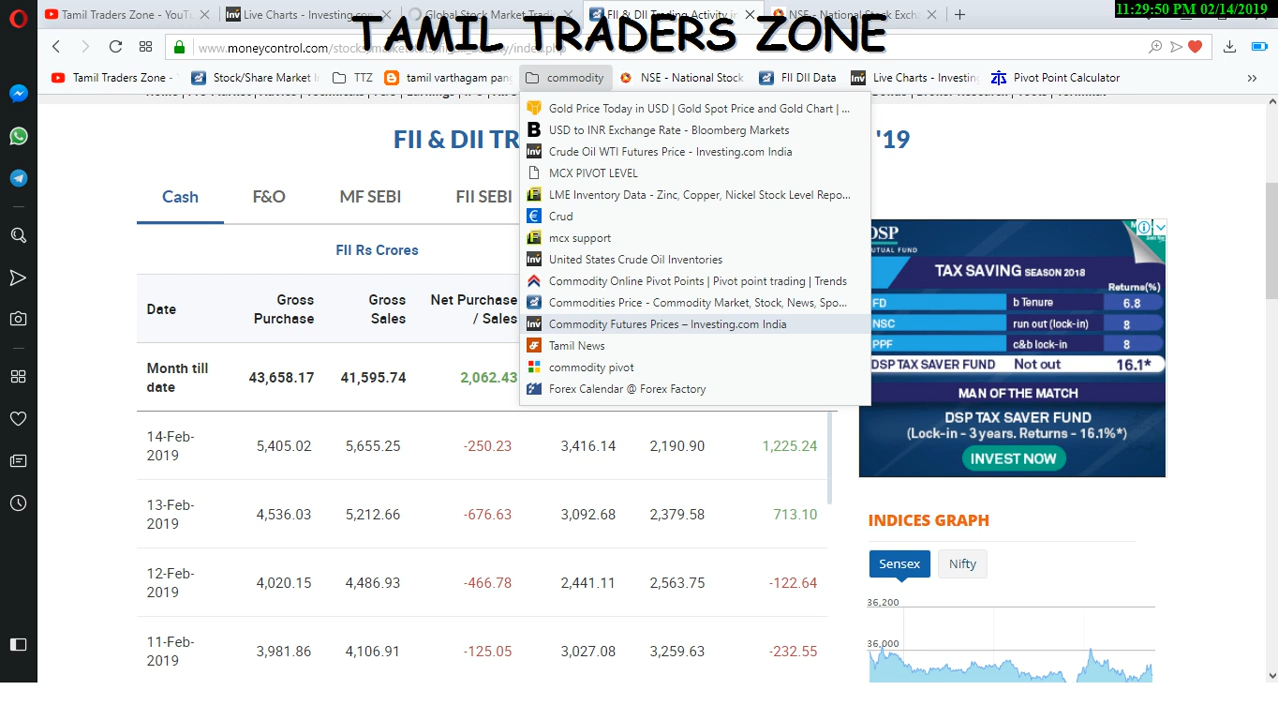 11:29:50 PM 02/14/2019
Tamil Traders Zone - YouTu
Live Charts - Investing.com
Global Stock Market Trading
FII & DII Trading Activity in
NSE - National Stock Excha
TAMIL TRADERS ZONE
Tamil Traders Zone -
Stock/Share Market I
TTZ
tamil varthagam pan
commodity
NSE - National Stock
FII DII Data
Live Charts - Investin
Pivot Point Calculator
Gold Price Today in USD | Gold Spot Price and Gold Chart | ...
USD to INR Exchange Rate - Bloomberg Markets
Crude Oil WTI Futures Price - Investing.com India
MCX PIVOT LEVEL
LME Inventory Data - Zinc, Copper, Nickel Stock Level Repo...
Crud
mcx support
United States Crude Oil Inventories
Commodity Online Pivot Points | Pivot point trading | Trends
Commodities Price - Commodity Market, Stock, News, Spo...
Commodity Futures Prices – Investing.com India
Tamil News
commodity pivot
Forex Calendar @ Forex Factory
FII & DII TR
'19
Cash
F&O
MF SEBI
FII SEBI
FII Rs Crores
Date
Gross Purchase
Gross Sales
Net Purchase / Sales
Month till date
43,658.17
41,595.74
2,062.43
14-Feb-2019
5,405.02
5,655.25
-250.23
3,416.14
2,190.90
1,225.24
13-Feb-2019
4,536.03
5,212.66
-676.63
3,092.68
2,379.58
713.10
12-Feb-2019
4,020.15
4,486.93
-466.78
2,441.11
2,563.75
-122.64
11-Feb-2019
3,981.86
4,106.91
-125.05
3,027.08
3,259.63
-232.55
DSP
MUTUAL FUND
TAX SAVING SEASON 2018
Returns(%)
FD
b Tenure
6.8
NSC
run out (lock-in)
8
PPF
c&b lock-in
8
DSP TAX SAVER FUND
Not out
16.1*
MAN OF THE MATCH
DSP TAX SAVER FUND
(Lock-in - 3 years. Returns - 16.1%*)
INVEST NOW
INDICES GRAPH
Sensex
Nifty
36,200
36,000